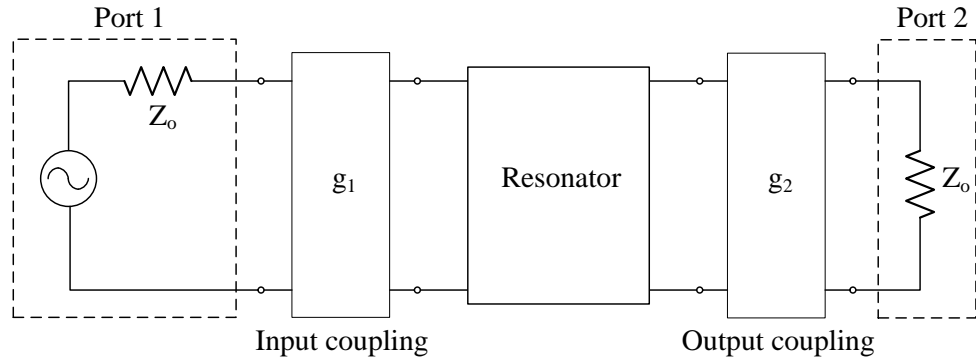 Port 1
Port 2
Zₒ
g₁
Resonator
g₂
Zₒ
Input coupling
Output coupling